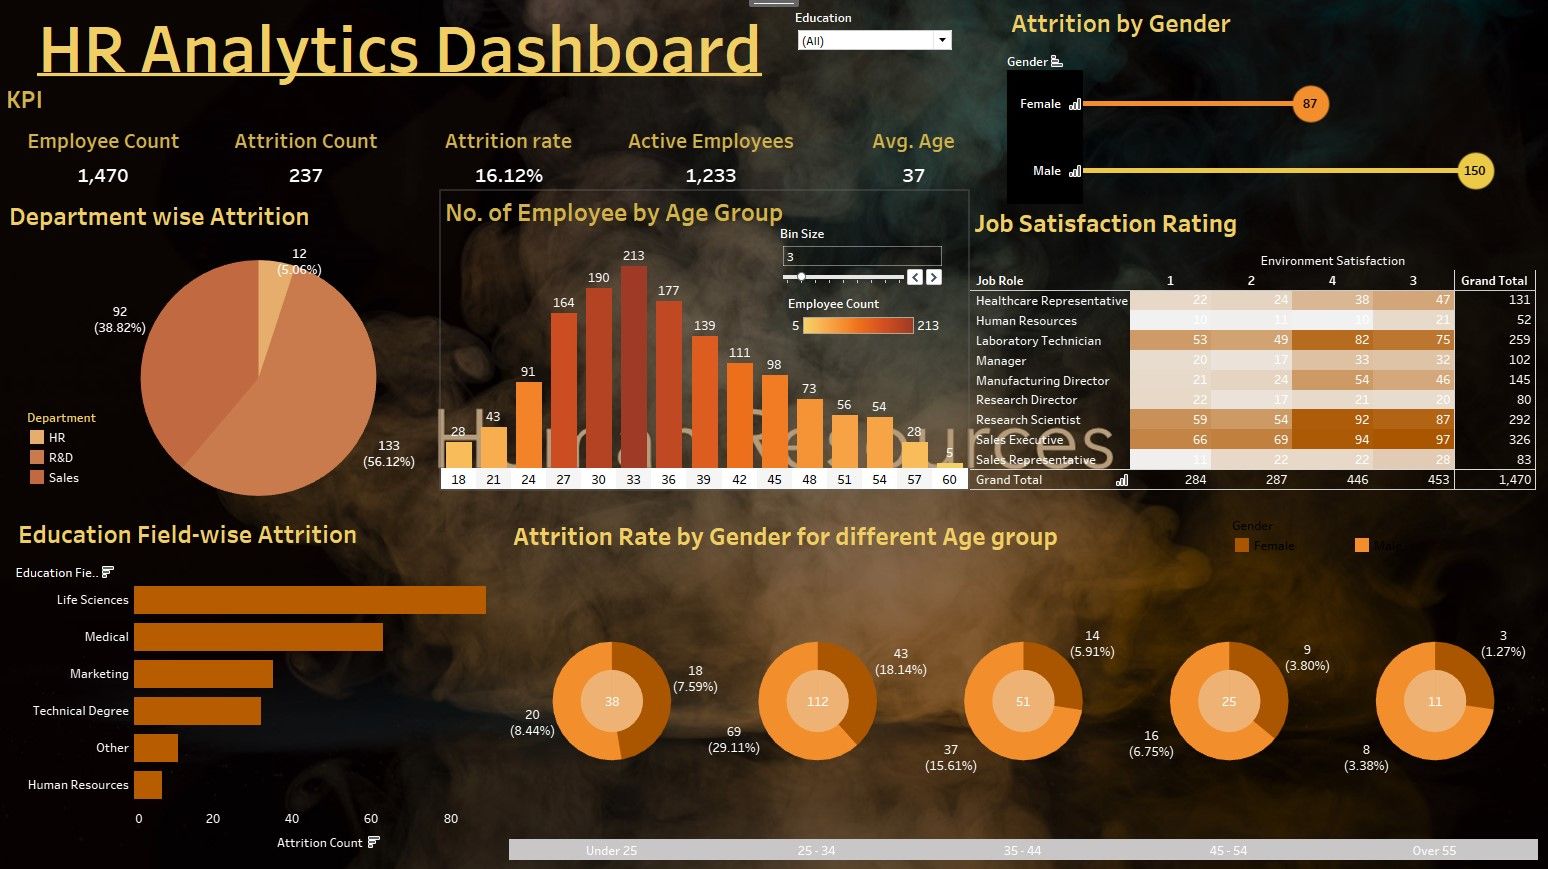 HR Analytics Dashboard
Education
(All)
Attrition by Gender
Gender
Female
87
Male
150
KPI
Employee Count
Attrition Count
Attrition rate
Active Employees
Avg. Age
1,470
237
16.12%
1,233
37
Department wise Attrition
12
(5.06%)
92
(38.82%)
133
(56.12%)
Department
HR
R&D
Sales
No. of Employee by Age Group
Bin Size
3
Employee Count
5 213
28 43 91 164 190 213 177 139 111 98 73 56 54 28 5
18 21 24 27 30 33 36 39 42 45 48 51 54 57 60
Human Resources
Job Satisfaction Rating
Environment Satisfaction
Job Role 1 2 4 3 Grand Total
Healthcare Representative 22 24 38 47 131
Human Resources 10 11 10 21 52
Laboratory Technician 53 49 82 75 259
Manager 20 17 33 32 102
Manufacturing Director 21 24 54 46 145
Research Director 22 17 21 20 80
Research Scientist 59 54 92 87 292
Sales Executive 66 69 94 97 326
Sales Representative 11 22 22 28 83
Grand Total 284 287 446 453 1,470
Education Field-wise Attrition
Education Fie..
Life Sciences
Medical
Marketing
Technical Degree
Other
Human Resources
0 20 40 60 80
Attrition Count
Attrition Rate by Gender for different Age group
Gender
Female
Male
38
18
(7.59%)
20
(8.44%)
112
43
(18.14%)
69
(29.11%)
51
14
(5.91%)
37
(15.61%)
25
9
(3.80%)
16
(6.75%)
11
3
(1.27%)
8
(3.38%)
Under 25
25 - 34
35 - 44
45 - 54
Over 55